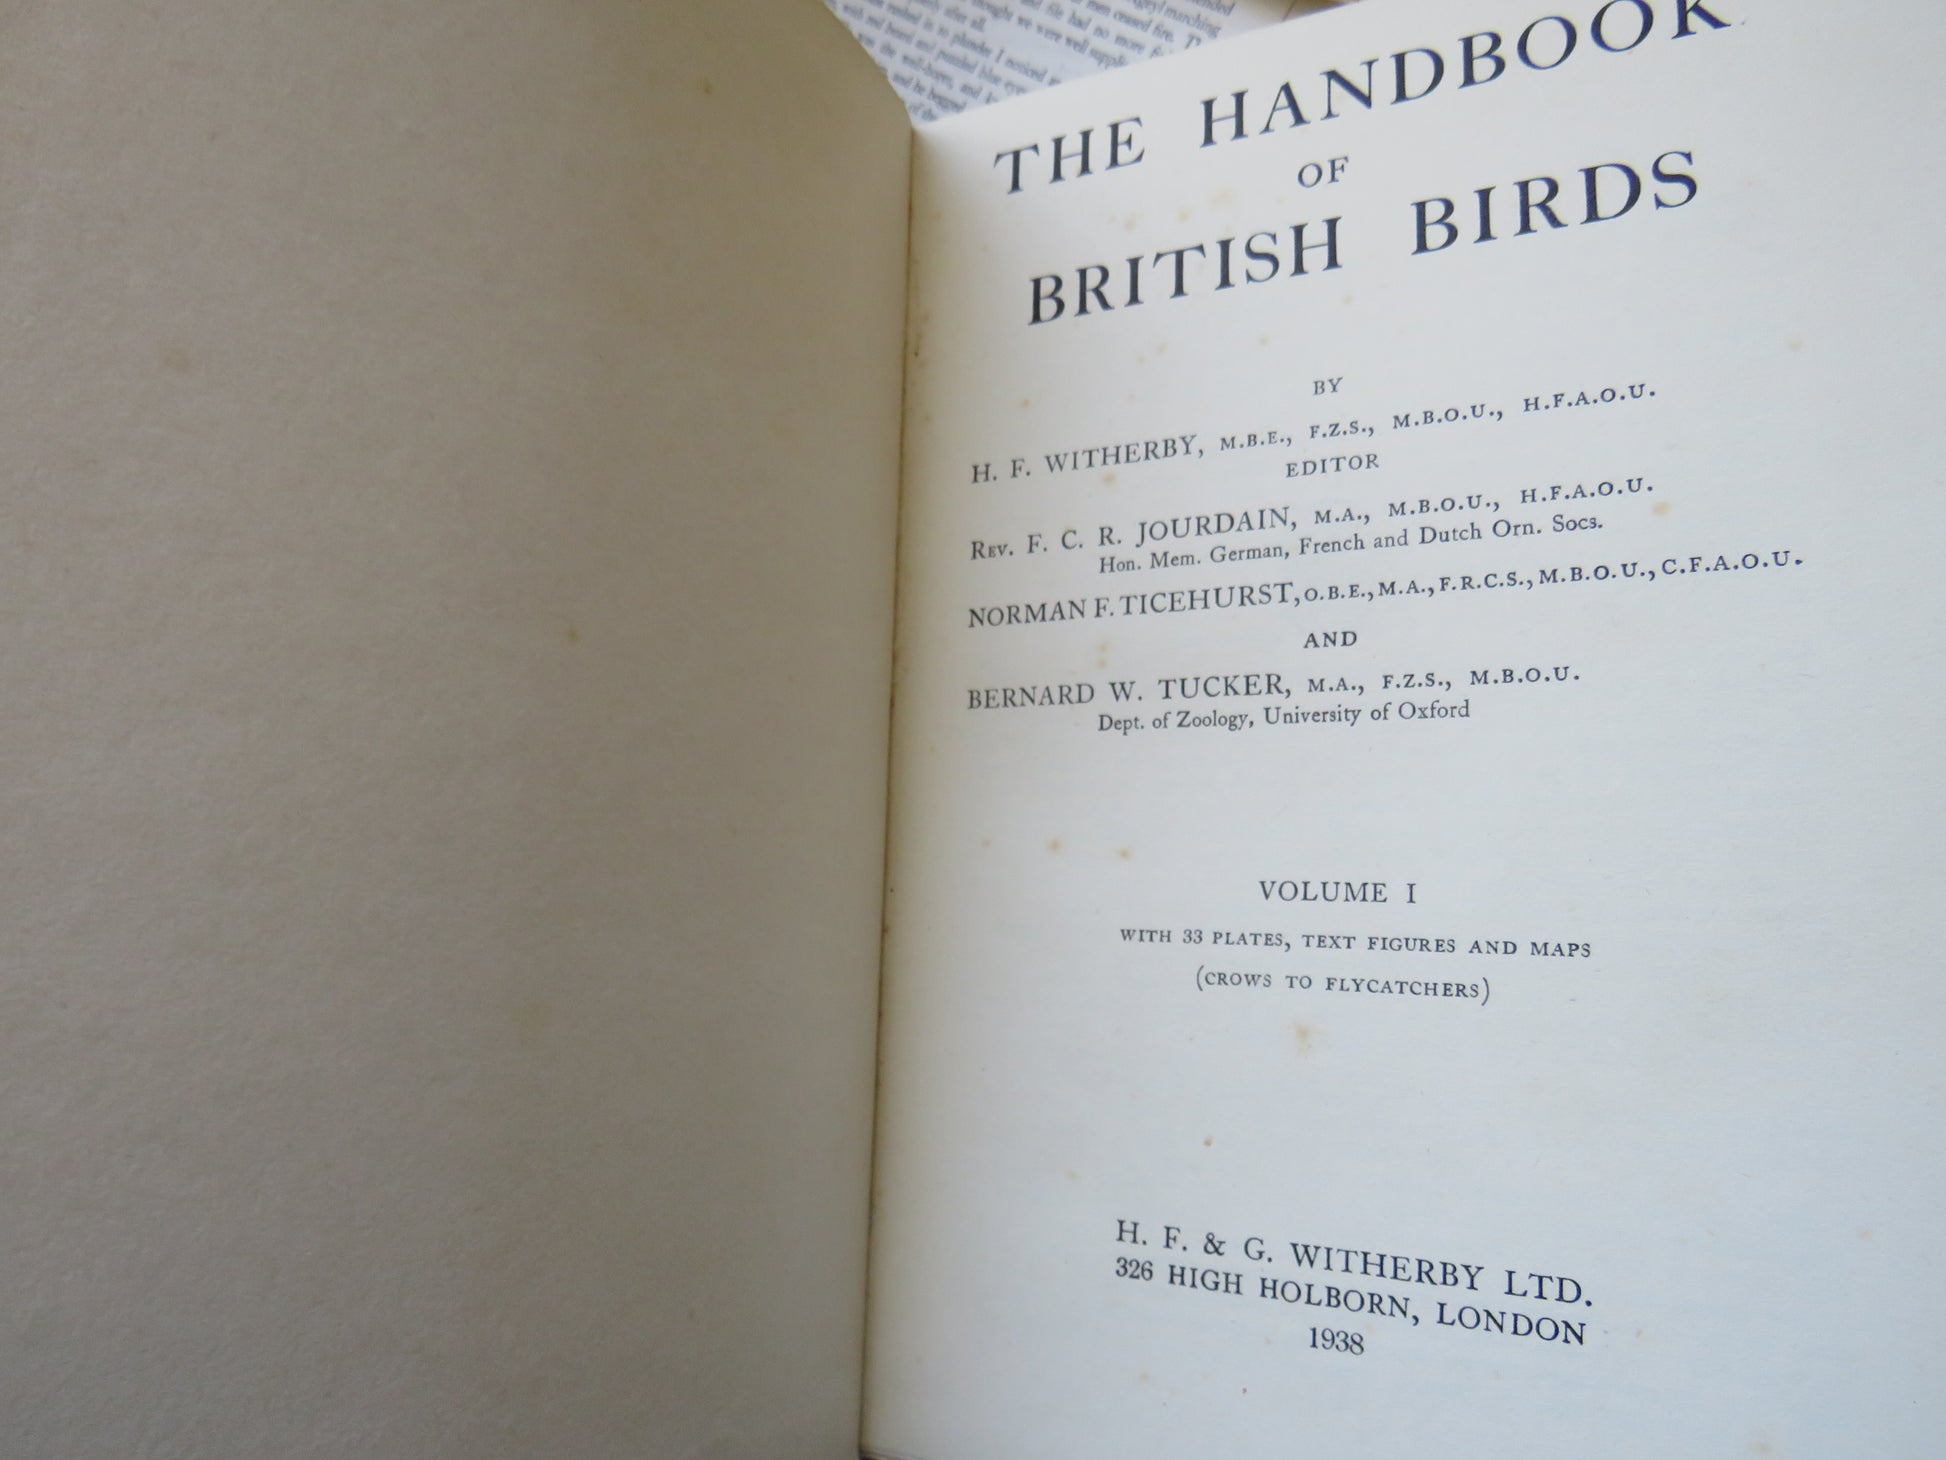 THE HANDBOOK
OF
BRITISH BIRDS
BY
H. F. WITHERBY, M.B.E., F.Z.S., M.B.O.U., H.F.A.O.U.
EDITOR
REV. F. C. R. JOURDAIN, M.A., M.B.O.U., H.F.A.O.U.
Hon. Mem. German, French and Dutch Orn. Socs.
NORMAN F. TICEHURST, O.B.E., M.A., F.R.C.S., M.B.O.U., C.F.A.O.U.
AND
BERNARD W. TUCKER, M.A., F.Z.S., M.B.O.U.
Dept. of Zoology, University of Oxford
VOLUME I
WITH 33 PLATES, TEXT FIGURES AND MAPS
(CROWS TO FLYCATCHERS)
H. F. & G. WITHERBY LTD.
326 HIGH HOLBORN, LONDON
1938